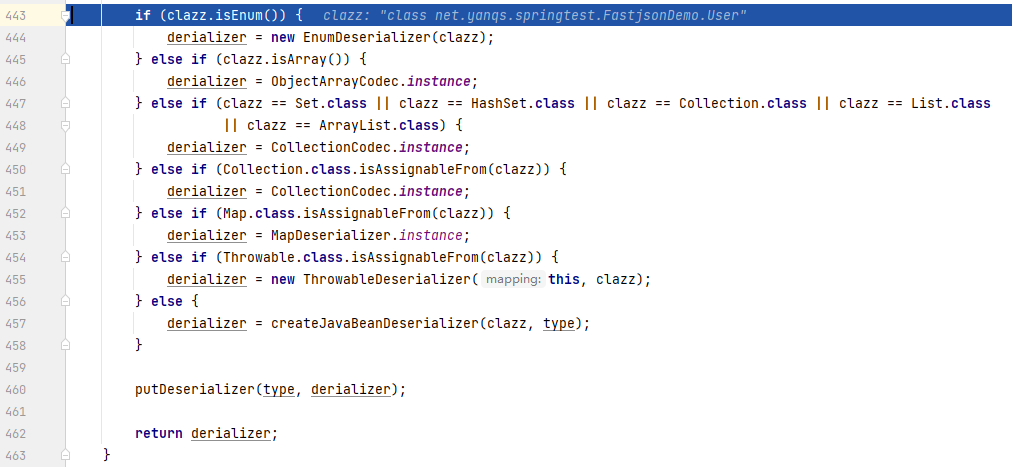 443 if (clazz.isEnum()) { clazz: "class net.yanqs.springtest.FastjsonDemo.User"
444 derializer = new EnumDeserializer(clazz);
445 } else if (clazz.isArray()) {
446 derializer = ObjectArrayCodec.instance;
447 } else if (clazz == Set.class || clazz == HashSet.class || clazz == Collection.class || clazz == List.class
448 || clazz == ArrayList.class) {
449 derializer = CollectionCodec.instance;
450 } else if (Collection.class.isAssignableFrom(clazz)) {
451 derializer = CollectionCodec.instance;
452 } else if (Map.class.isAssignableFrom(clazz)) {
453 derializer = MapDeserializer.instance;
454 } else if (Throwable.class.isAssignableFrom(clazz)) {
455 derializer = new ThrowableDeserializer( mapping: this, clazz);
456 } else {
457 derializer = createJavaBeanDeserializer(clazz, type);
458 }
459
460 putDeserializer(type, derializer);
461
462 return derializer;
463 }